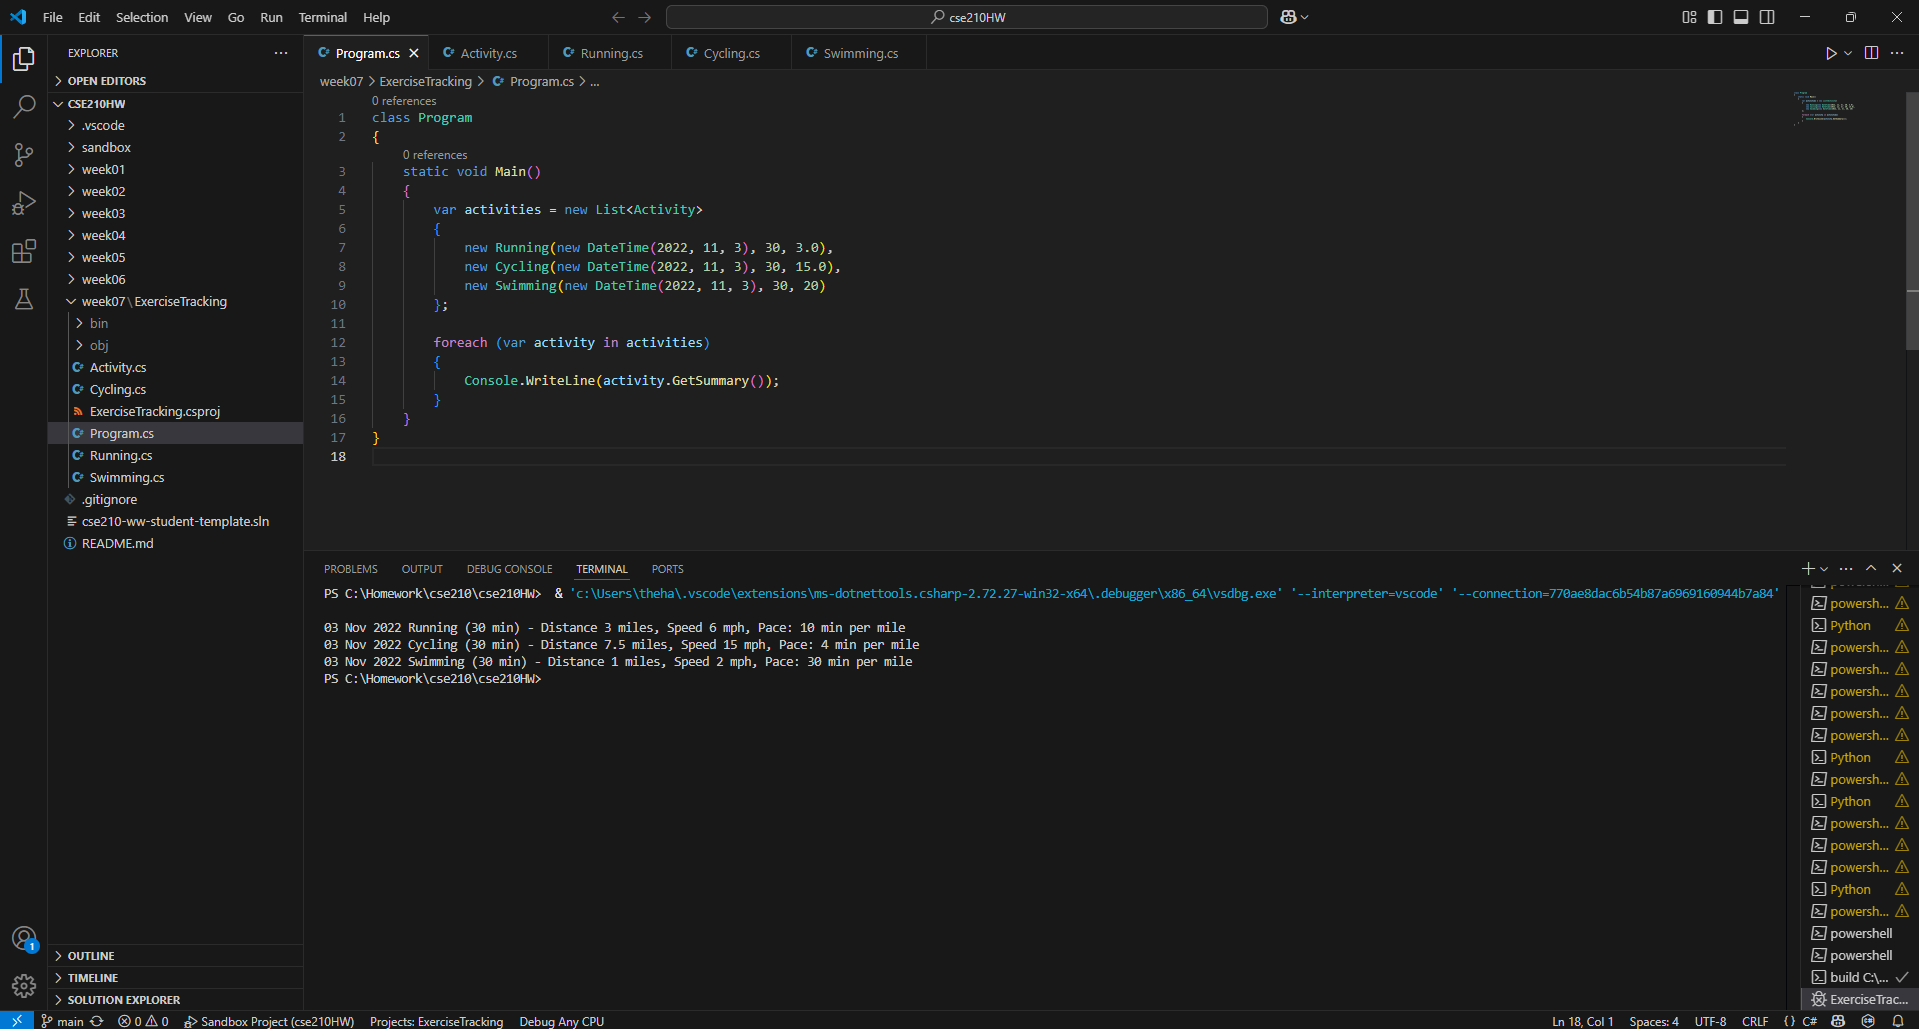 File Edit Selection View Go Run Terminal Help
cse210HW
EXPLORER
OPEN EDITORS
CSE210HW
.vscode
sandbox
week01
week02
week03
week04
week05
week06
week07\ExerciseTracking
bin
obj
Activity.cs
Cycling.cs
ExerciseTracking.csproj
Program.cs
Running.cs
Swimming.cs
.gitignore
cse210-ww-student-template.sln
README.md
OUTLINE
TIMELINE
SOLUTION EXPLORER
Program.cs Activity.cs Running.cs Cycling.cs Swimming.cs
week07 > ExerciseTracking > Program.cs > ...
0 references
1 class Program
2 {
0 references
3 static void Main()
4 {
5 var activities = new List<Activity>
6 {
7 new Running(new DateTime(2022, 11, 3), 30, 3.0),
8 new Cycling(new DateTime(2022, 11, 3), 30, 15.0),
9 new Swimming(new DateTime(2022, 11, 3), 30, 20)
10 };
11
12 foreach (var activity in activities)
13 {
14 Console.WriteLine(activity.GetSummary());
15 }
16 }
17 }
18
PROBLEMS OUTPUT DEBUG CONSOLE TERMINAL PORTS
PS C:\Homework\cse210\cse210HW> & 'c:\Users\theha\.vscode\extensions\ms-dotnettools.csharp-2.72.27-win32-x64\.debugger\x86_64\vsdbg.exe' '--interpreter=vscode' '--connection=770ae8dac6b54b87a6969160944b7a84'
03 Nov 2022 Running (30 min) - Distance 3 miles, Speed 6 mph, Pace: 10 min per mile
03 Nov 2022 Cycling (30 min) - Distance 7.5 miles, Speed 15 mph, Pace: 4 min per mile
03 Nov 2022 Swimming (30 min) - Distance 1 miles, Speed 2 mph, Pace: 30 min per mile
PS C:\Homework\cse210\cse210HW>
powersh...
Python
powersh...
powersh...
powersh...
powersh...
powersh...
Python
powersh...
Python
powersh...
powersh...
powersh...
Python
powersh...
powershell
powershell
build C:\...
ExerciseTrac...
1
main 0 0 Sandbox Project (cse210HW) Projects: ExerciseTracking Debug Any CPU Ln 18, Col 1 Spaces: 4 UTF-8 CRLF {} C#